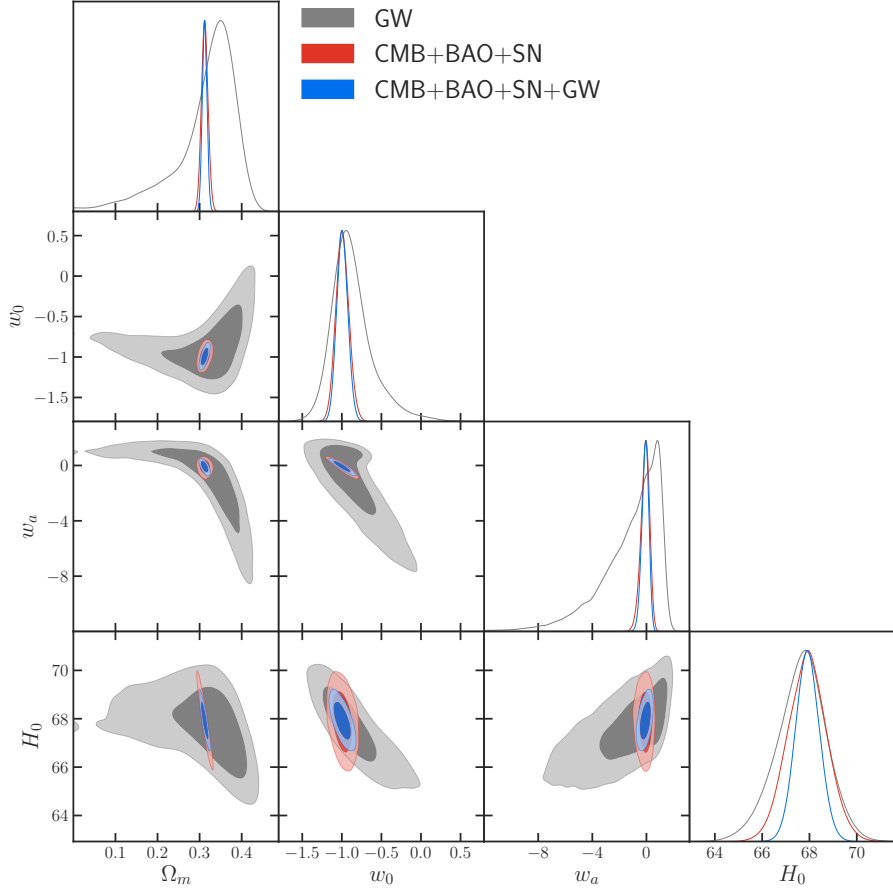 GW
CMB+BAO+SN
CMB+BAO+SN+GW
0.5
0
−0.5
−1
−1.5
w₀
0
−4
−8
wₐ
70
68
66
64
H₀
0.1 0.2 0.3 0.4
Ωₘ
−1.5 −1.0 −0.5 0.0 0.5
w₀
−8 −4 0
wₐ
64 66 68 70
H₀